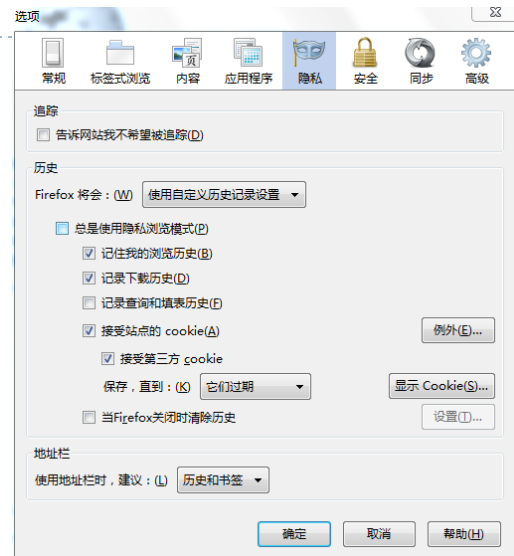 选项
常规 标签式浏览 内容 应用程序 隐私 安全 同步 高级
追踪
告诉网站我不希望被追踪(D)
历史
Firefox 将会：(W) 使用自定义历史记录设置
总是使用隐私浏览模式(P)
记住我的浏览历史(B)
记录下载历史(D)
记录查询和填表历史(F)
接受站点的 cookie(A) 例外(E)...
接受第三方 cookie
保存，直到：(K) 它们过期 显示 Cookie(S)...
当Firefox关闭时清除历史 设置(T)...
地址栏
使用地址栏时，建议：(L) 历史和书签
确定 取消 帮助(H)